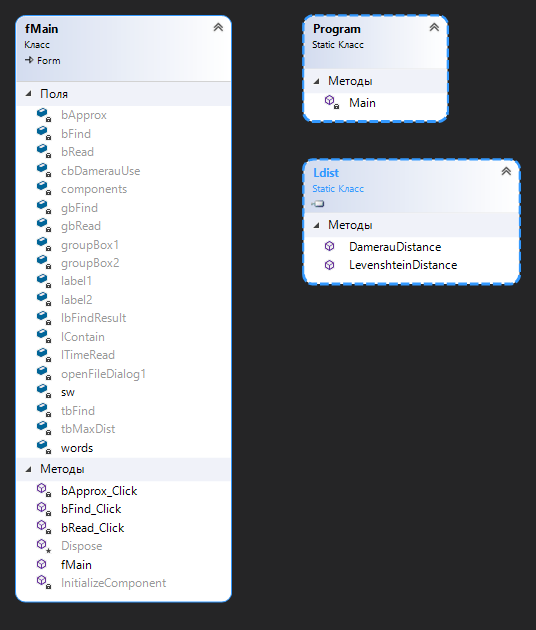 fMain
Класс
Form
Поля
bApprox
bFind
bRead
cbDamerauUse
components
gbFind
gbRead
groupBox1
groupBox2
label1
label2
lbFindResult
lContain
lTimeRead
openFileDialog1
sw
tbFind
tbMaxDist
words
Методы
bApprox_Click
bFind_Click
bRead_Click
Dispose
fMain
InitializeComponent
Program
Static Класс
Методы
Main
Ldist
Static Класс
Методы
DamerauDistance
LevenshteinDistance